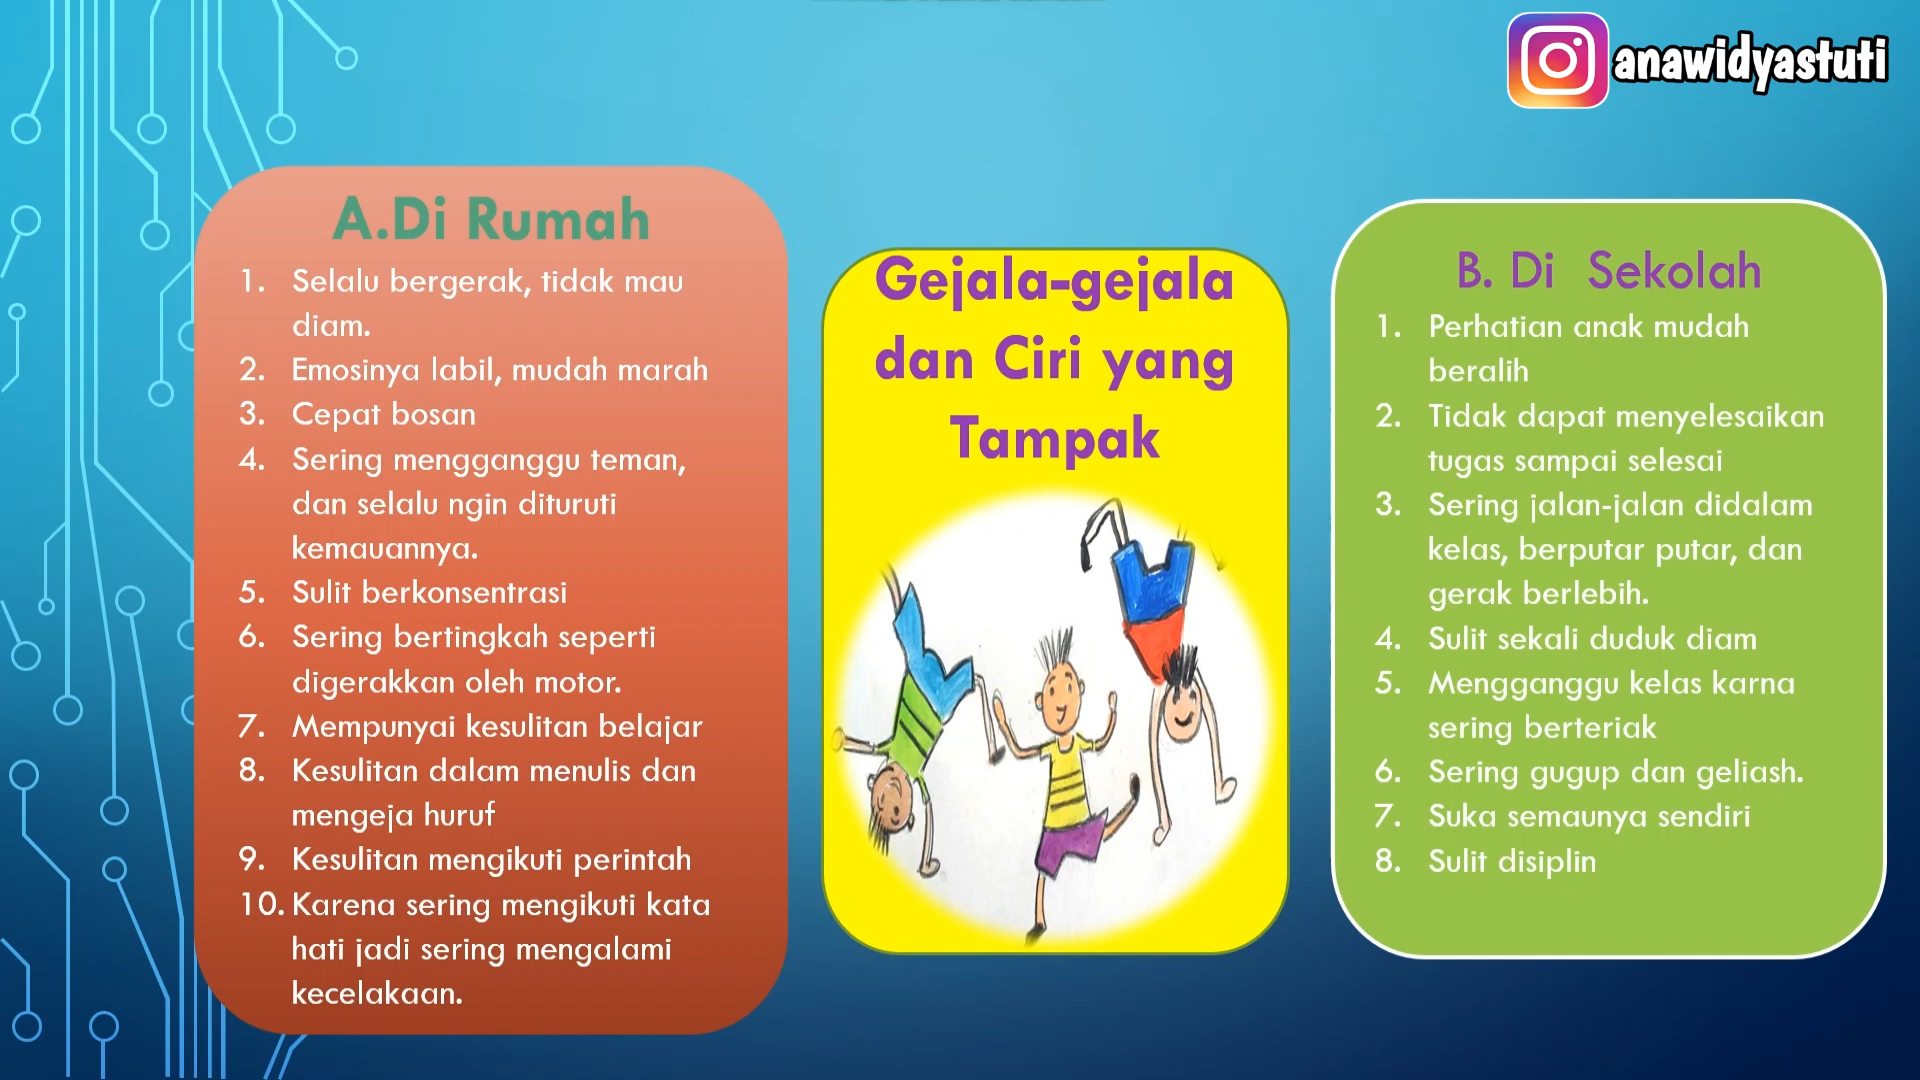 anawidyastuti
A.Di Rumah
1. Selalu bergerak, tidak mau
diam.
2. Emosinya labil, mudah marah
3. Cepat bosan
4. Sering mengganggu teman,
dan selalu ngin dituruti
kemauannya.
5. Sulit berkonsentrasi
6. Sering bertingkah seperti
digerakkan oleh motor.
7. Mempunyai kesulitan belajar
8. Kesulitan dalam menulis dan
mengeja huruf
9. Kesulitan mengikuti perintah
10. Karena sering mengikuti kata
hati jadi sering mengalami
kecelakaan.
Gejala-gejala
dan Ciri yang
Tampak
B. Di Sekolah
1. Perhatian anak mudah
beralih
2. Tidak dapat menyelesaikan
tugas sampai selesai
3. Sering jalan-jalan didalam
kelas, berputar putar, dan
gerak berlebih.
4. Sulit sekali duduk diam
5. Mengganggu kelas karna
sering berteriak
6. Sering gugup dan geliash.
7. Suka semaunya sendiri
8. Sulit disiplin